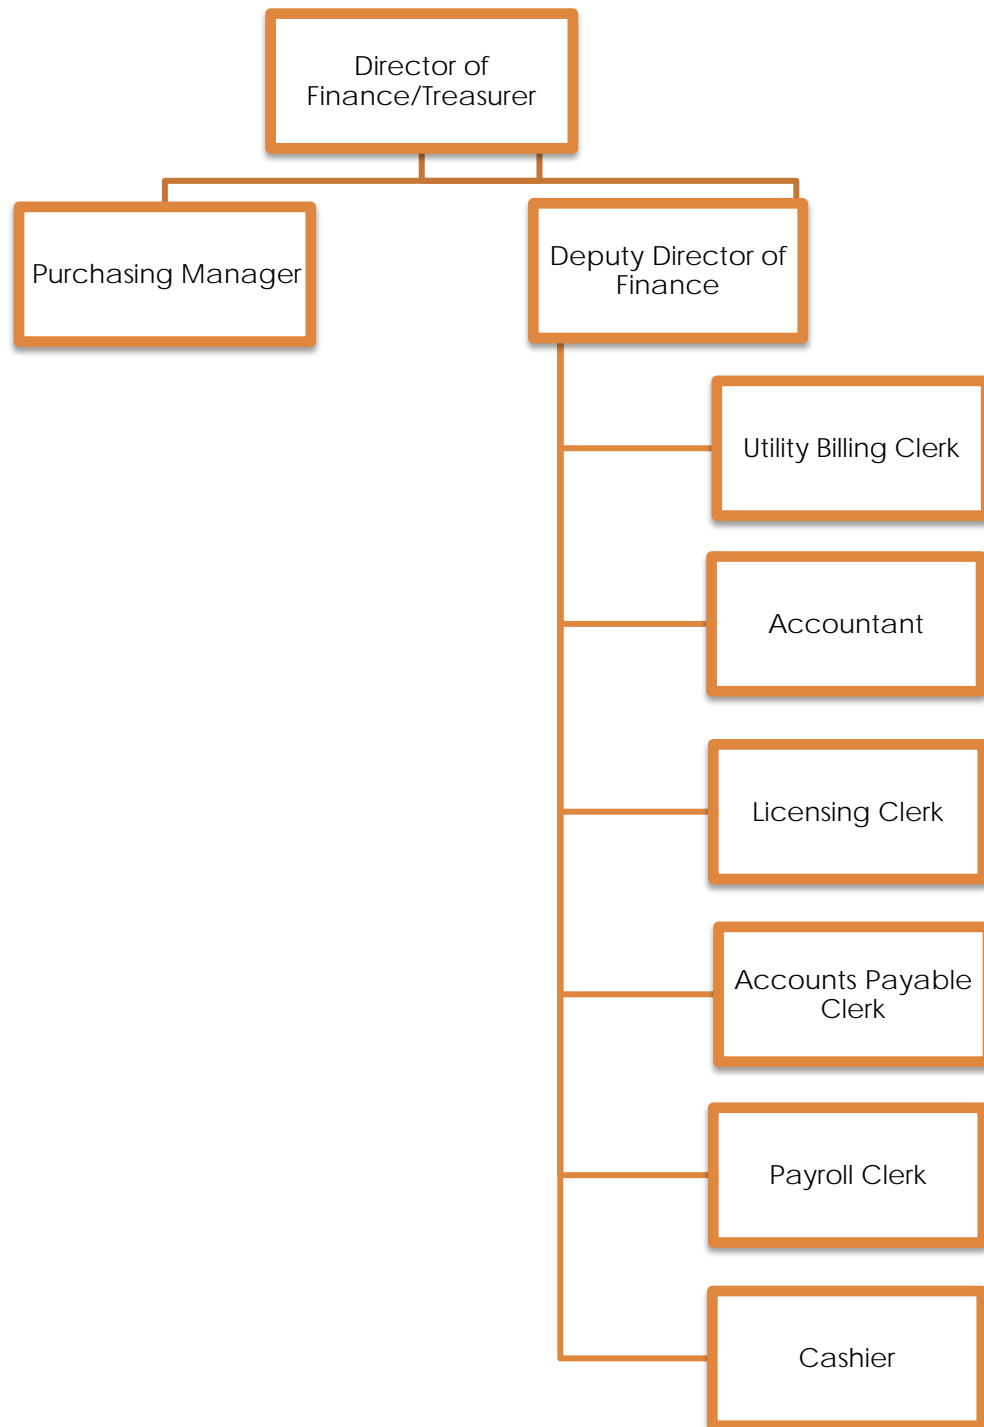 Director of
Finance/Treasurer
Purchasing Manager
Deputy Director of
Finance
Utility Billing Clerk
Accountant
Licensing Clerk
Accounts Payable
Clerk
Payroll Clerk
Cashier